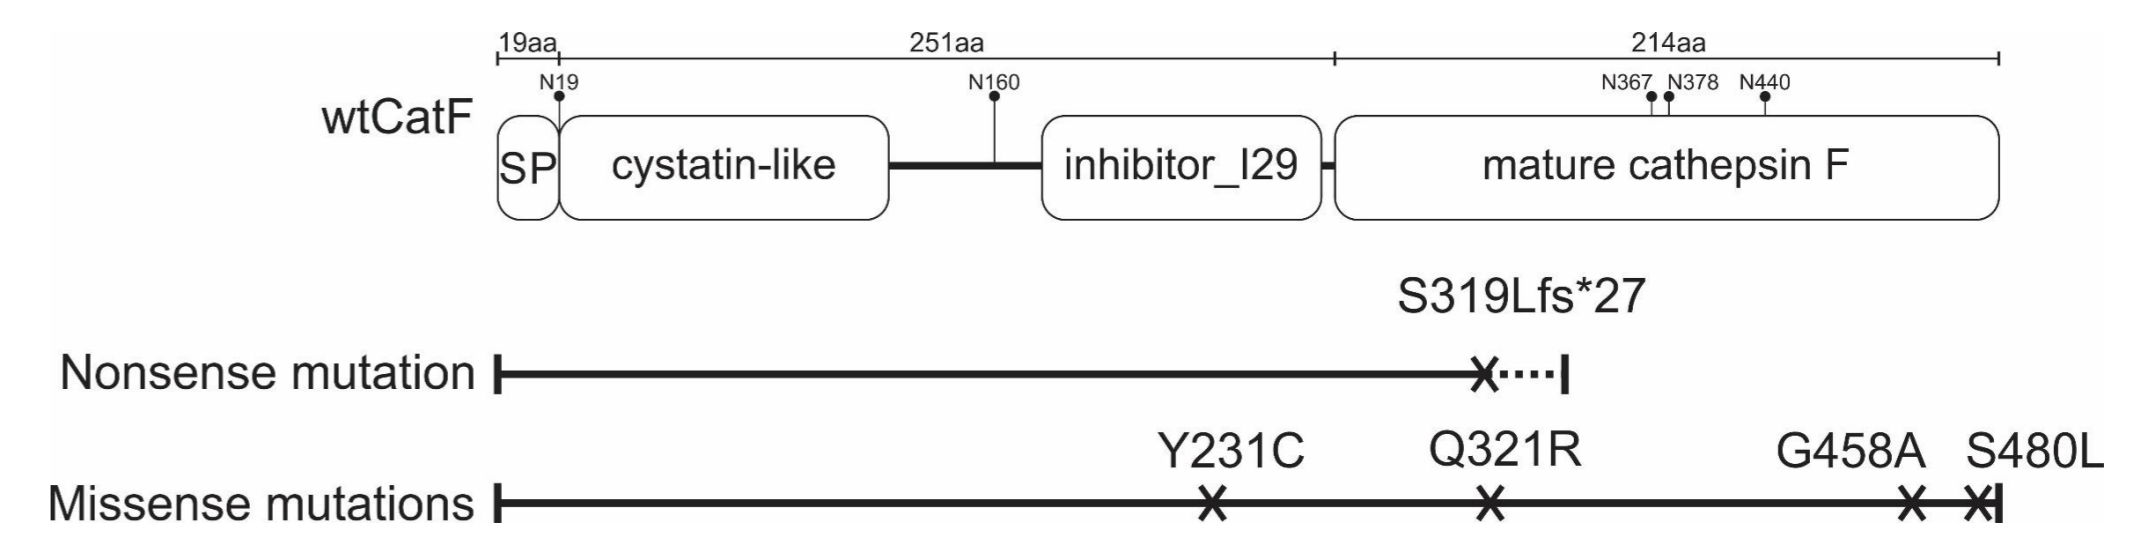 19aa 251aa 214aa
N19 N160 N367 N378 N440
wtCatF
SP cystatin-like inhibitor_I29 mature cathepsin F
S319Lfs*27
Nonsense mutation
Y231C Q321R G458A S480L
Missense mutations